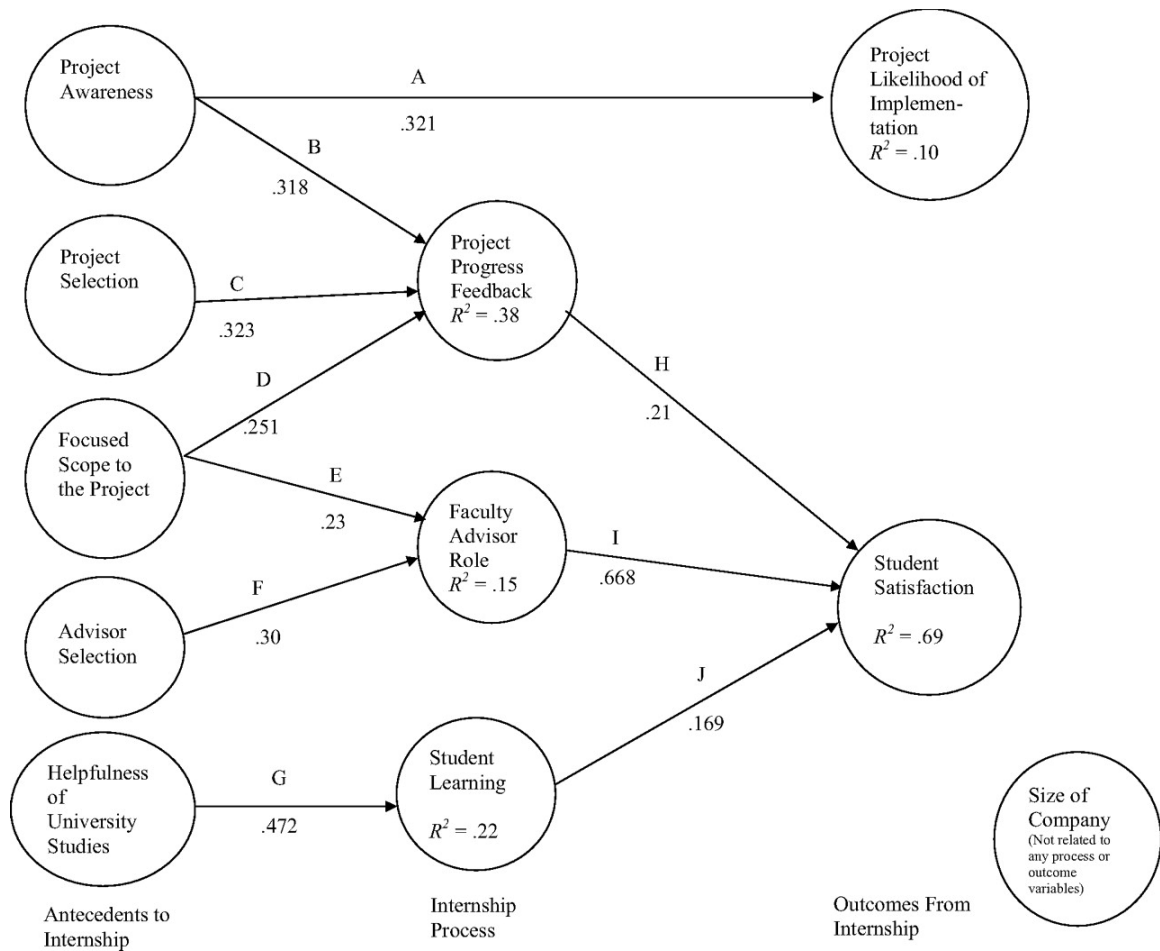 Project
Awareness
A
.321
Project
Likelihood of
Implemen-
tation
R² = .10
B
.318
Project
Selection
C
.323
Project
Progress
Feedback
R² = .38
D
.251
H
.21
Focused
Scope to
the Project
E
.23
Faculty
Advisor
Role
R² = .15
I
.668
Student
Satisfaction
R² = .69
F
.30
Advisor
Selection
J
.169
Helpfulness
of
University
Studies
G
.472
Student
Learning
R² = .22
Size of
Company
(Not related to
any process or
outcome
variables)
Antecedents to
Internship
Internship
Process
Outcomes From
Internship